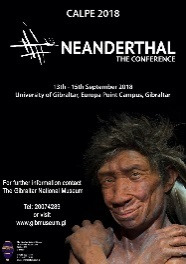 CALPE 2018
NEANDERTHAL
THE CONFERENCE
13th - 15th September 2018
University of Gibraltar, Europa Point Campus, Gibraltar
For further information contact
The Gibraltar National Museum
Tel: 20074289
or visit
www.gibmuseum.gi